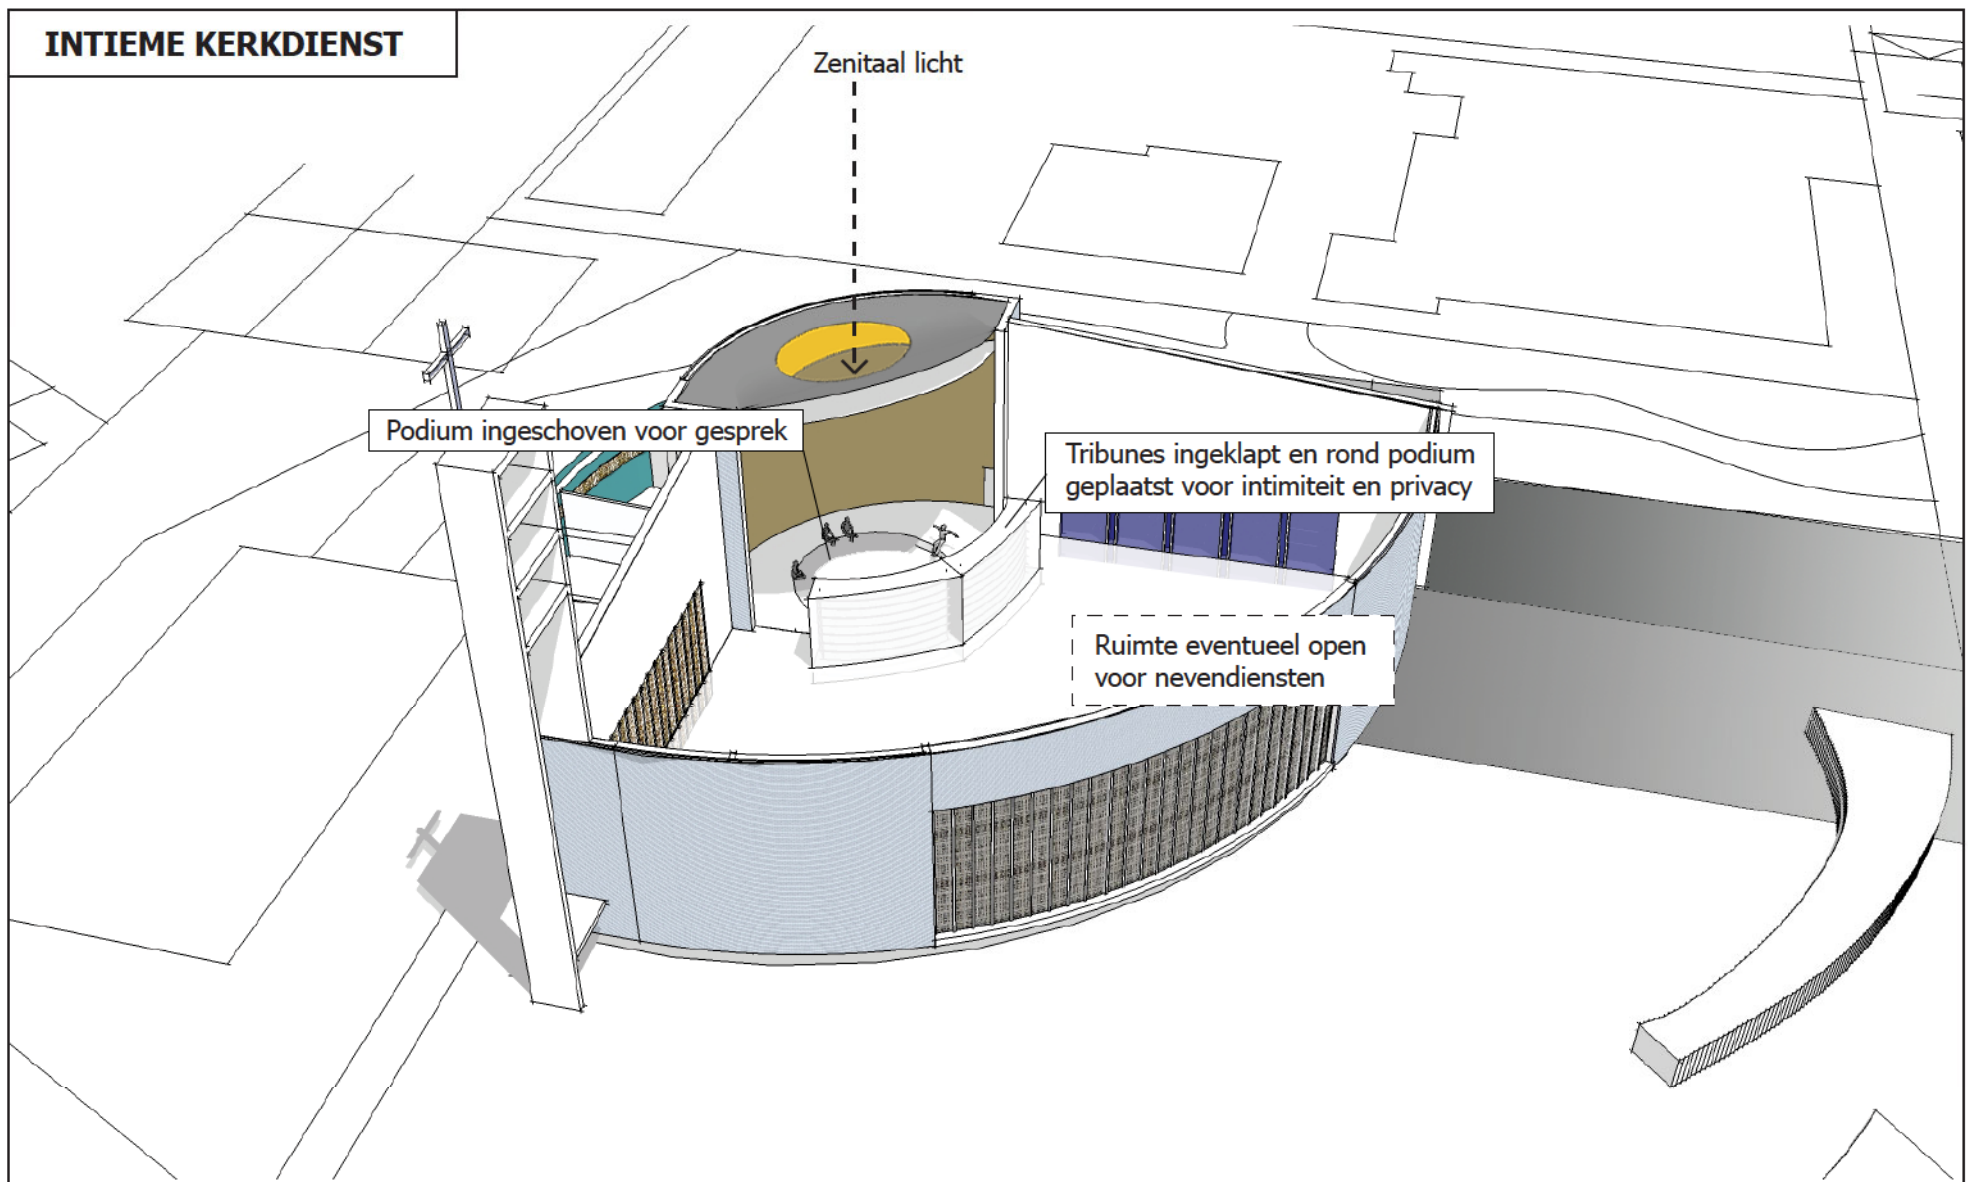 INTIEME KERKDIENST
Zenitaal licht
Podium ingeschoven voor gesprek
Tribunes ingeklapt en rond podium
geplaatst voor intimiteit en privacy
Ruimte eventueel open
voor nevendiensten